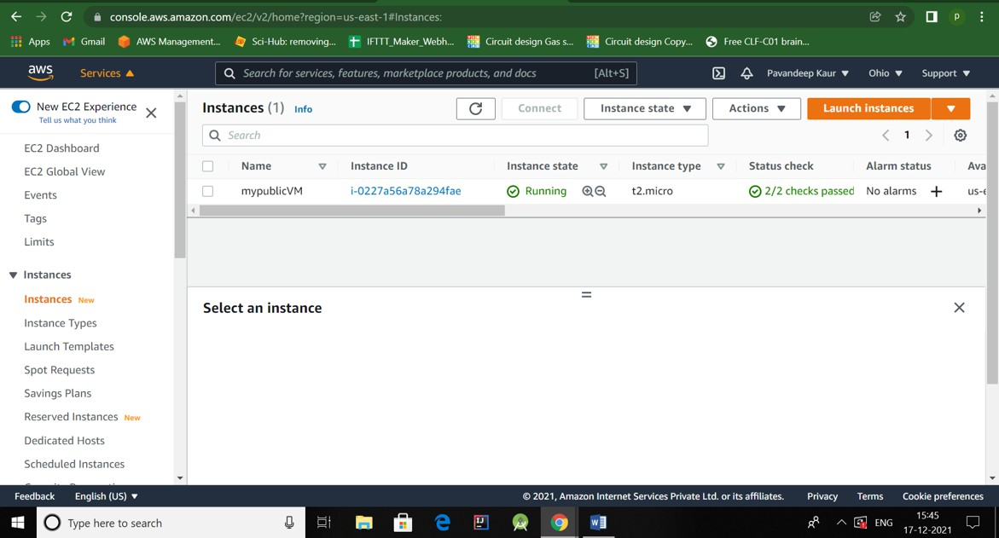 console.aws.amazon.com/ec2/v2/home?region=us-east-1#Instances:
p
Apps Gmail AWS Management... Sci-Hub: removing... IFTTT_Maker_Webh... Circuit design Gas s... Circuit design Copy... Free CLF-C01 brain...
aws Services Search for services, features, marketplace products, and docs [Alt+S] Pavandeep Kaur Ohio Support
New EC2 Experience
Tell us what you think
EC2 Dashboard
EC2 Global View
Events
Tags
Limits
Instances
Instances New
Instance Types
Launch Templates
Spot Requests
Savings Plans
Reserved Instances New
Dedicated Hosts
Scheduled Instances
Instances (1) Info Connect Instance state Actions Launch instances
Search 1
Name Instance ID Instance state Instance type Status check Alarm status Ava
mypublicVM i-0227a56a78a294fae Running t2.micro 2/2 checks passed No alarms us-e
Select an instance
Feedback English (US) © 2021, Amazon Internet Services Private Ltd. or its affiliates. Privacy Terms Cookie preferences
Type here to search ENG 15:45
17-12-2021